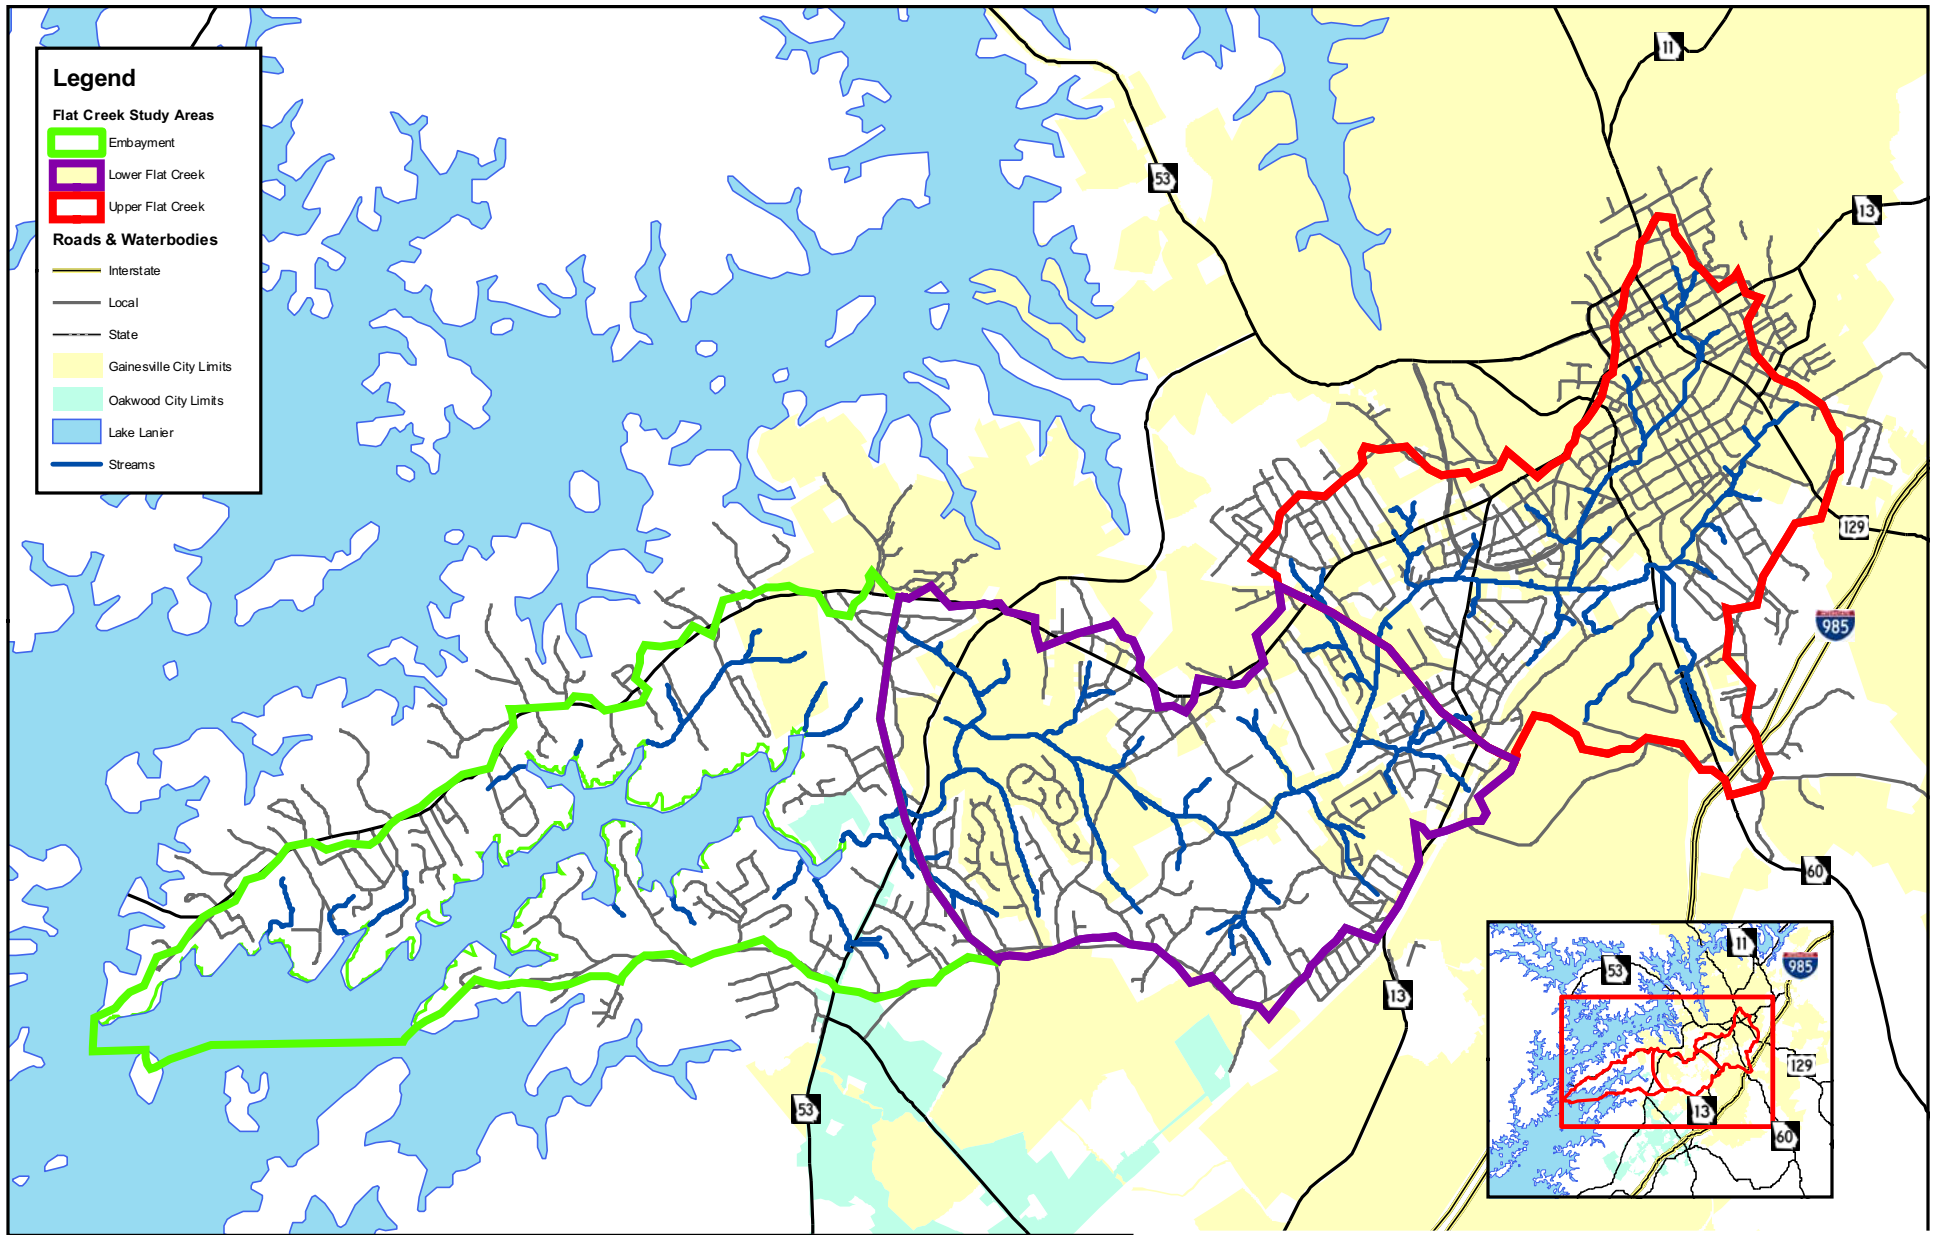 Legend
Flat Creek Study Areas
Embayment
Lower Flat Creek
Upper Flat Creek
Roads & Waterbodies
Interstate
Local
State
Gainesville City Limits
Oakwood City Limits
Lake Lanier
Streams
11
53
13
129
985
60
13
53
11
53
985
129
13
60